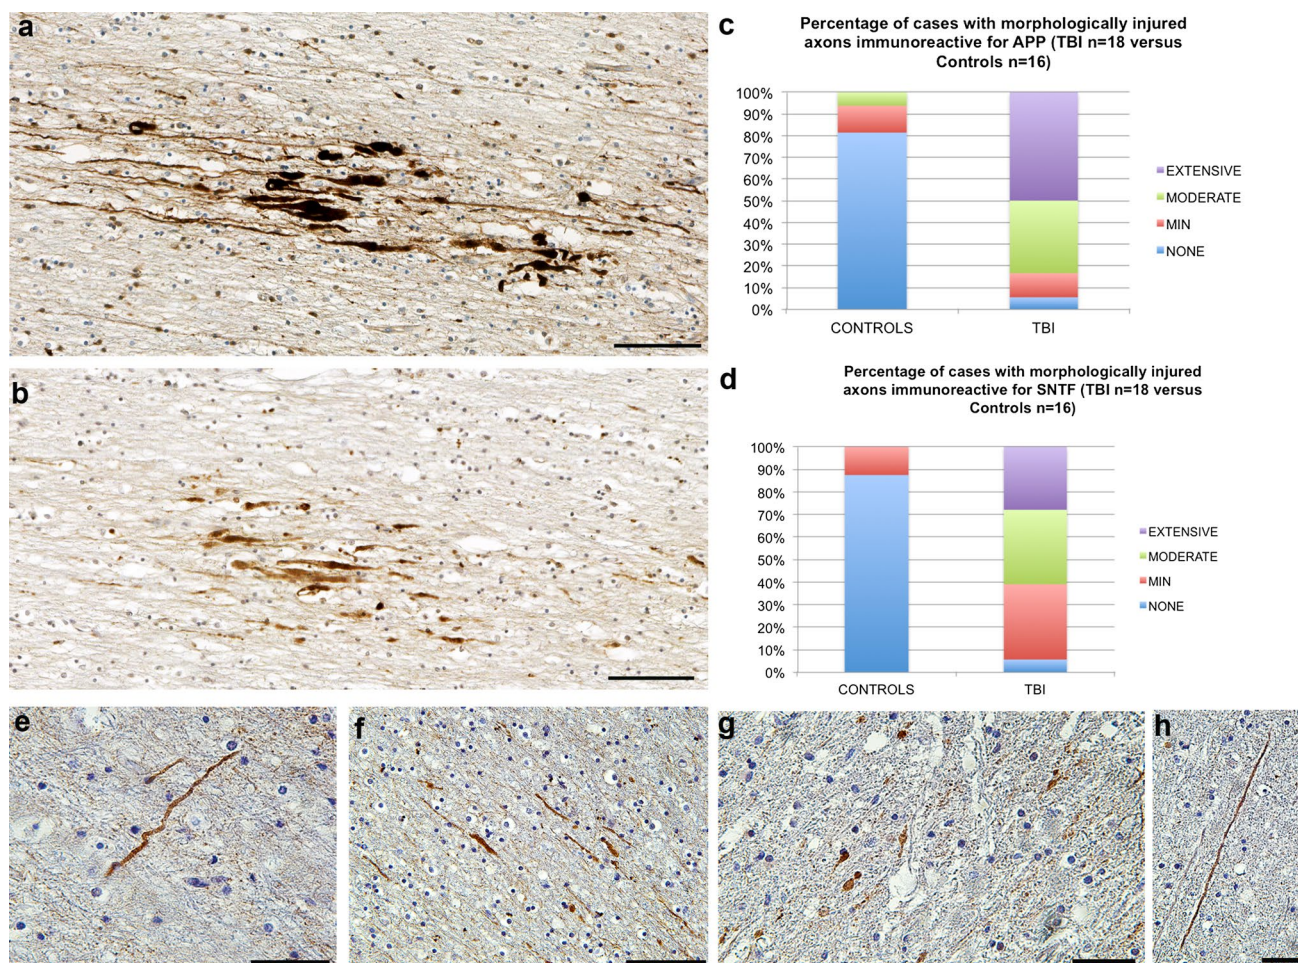 a
c
Percentage of cases with morphologically injured
axons immunoreactive for APP (TBI n=18 versus
Controls n=16)
100%
90%
80%
70%
60%
50%
40%
30%
20%
10%
0%
CONTROLS
TBI
EXTENSIVE
MODERATE
MIN
NONE
b
d
Percentage of cases with morphologically injured
axons immunoreactive for SNTF (TBI n=18 versus
Controls n=16)
100%
90%
80%
70%
60%
50%
40%
30%
20%
10%
0%
CONTROLS
TBI
EXTENSIVE
MODERATE
MIN
NONE
e
f
g
h